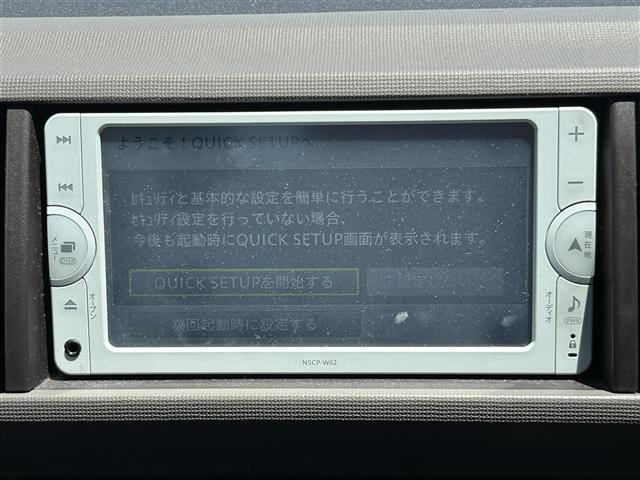 ようこそ！QUICK SETUPへ
ｾｷｭﾘﾃｨと基本的な設定を簡単に行うことができます。
ｾｷｭﾘﾃｨ設定を行っていない場合、
今後も起動時にQUICK SETUP画面が表示されます。
QUICK SETUPを開始する
次回起動時に設定する
メニュー
DISP
オープン
現在地
オーディオ
PWR
NSCP-W62